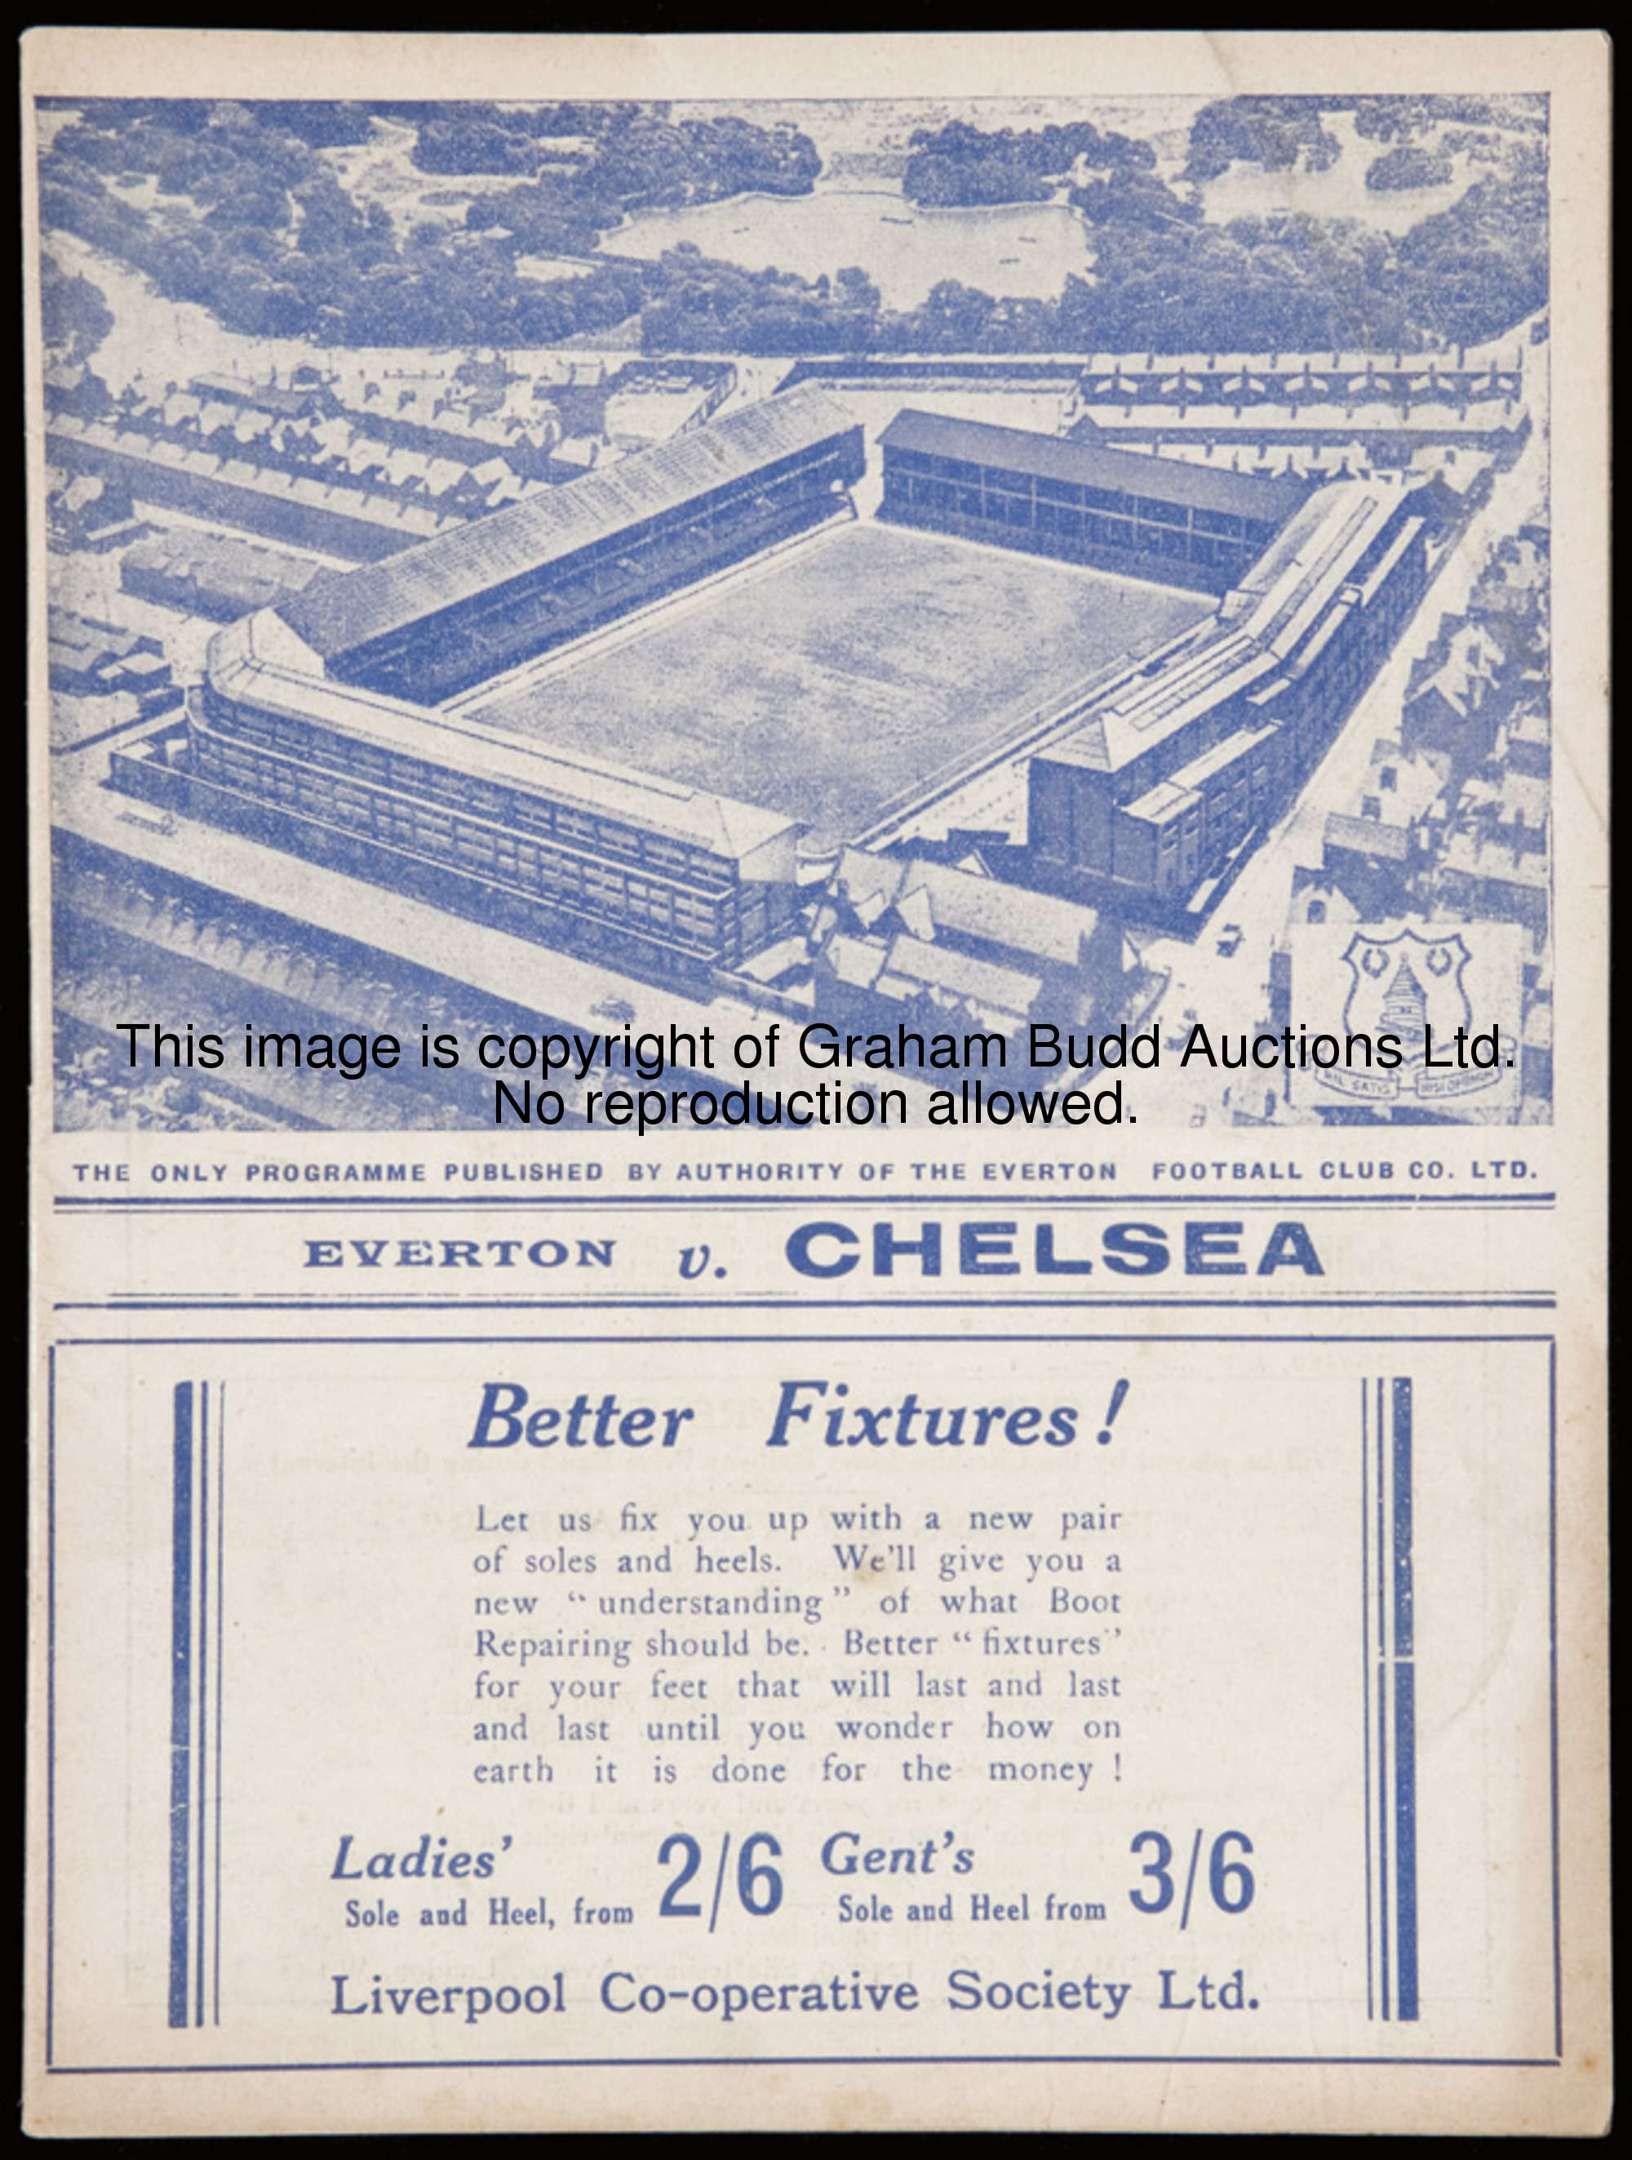 This image is copyright of Graham Budd Auctions Ltd.
No reproduction allowed.
NIL SATIS
THE ONLY PROGRAMME PUBLISHED BY AUTHORITY OF THE EVERTON FOOTBALL CLUB CO. LTD.
EVERTON v. CHELSEA
Better Fixtures!
Let us fix you up with a new pair
of soles and heels. We'll give you a
new "understanding" of what Boot
Repairing should be. Better "fixtures"
for your feet that will last and last
and last until you wonder how on
earth it is done for the money !
Ladies' 2/6 Gent's 3/6
Sole and Heel, from Sole and Heel from
Liverpool Co-operative Society Ltd.